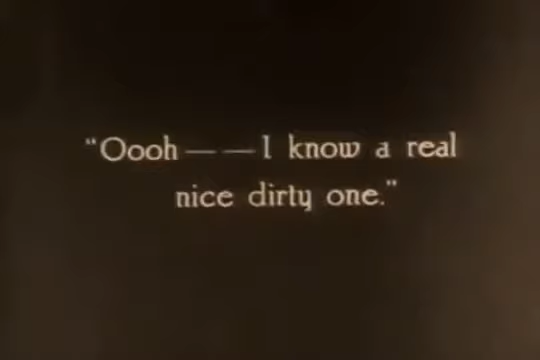 "Oooh — — I know a real
nice dirty one."